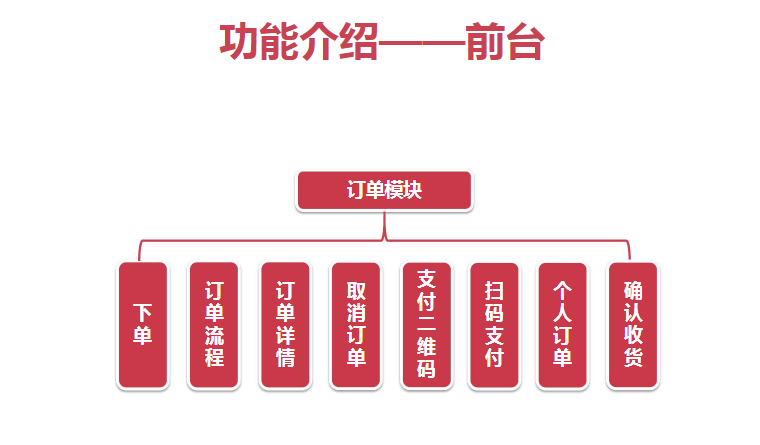 功能介绍——前台
订单模块
下单
订单流程
订单详情
取消订单
支付二维码
扫码支付
个人订单
确认收货